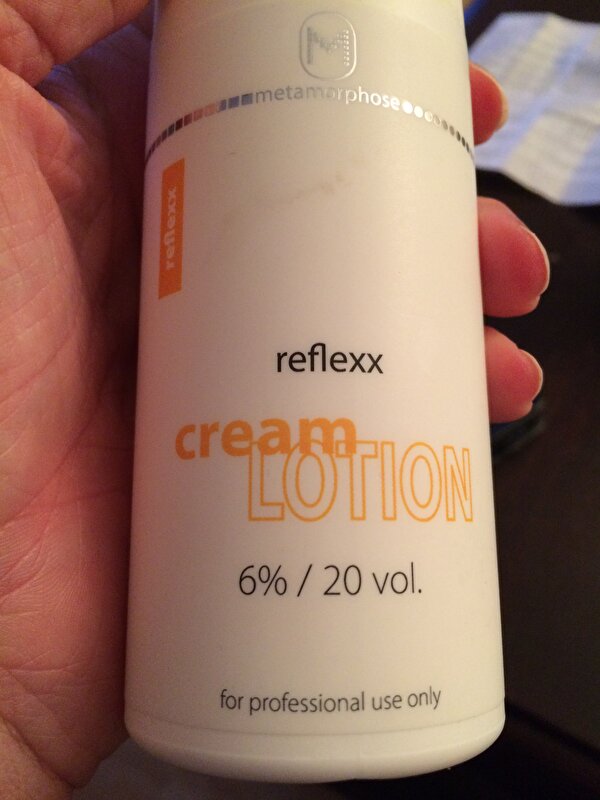 metamorphose
reflexx
reflexx
cream
LOTION
6% / 20 vol.
for professional use only